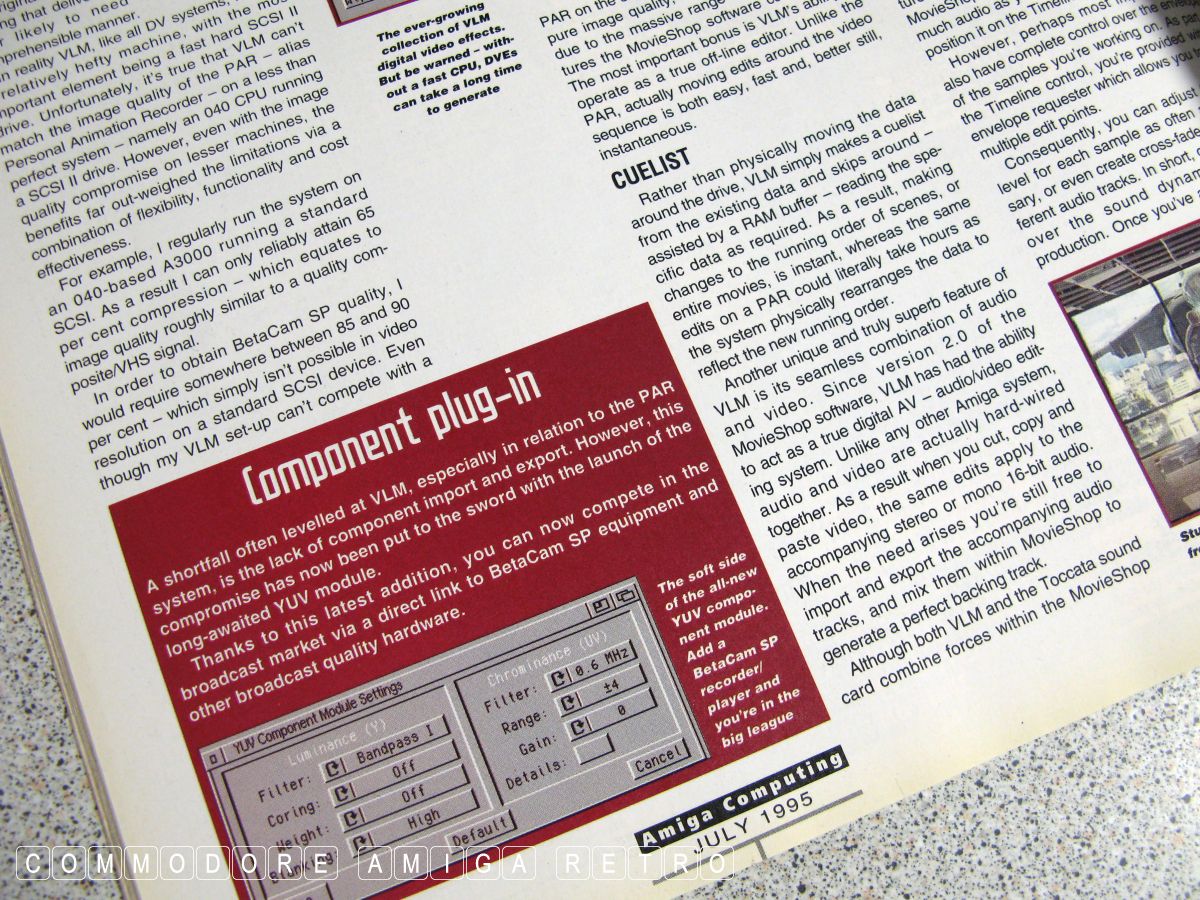 likely to need
prehensible manner.
in reality VLM, like all DV systems,
relatively hefty machine, with the most
important element being a fast hard SCSI II
drive. Unfortunately, it's true that VLM can't
match the image quality of the PAR – alias
Personal Animation Recorder – on a less than
perfect system – namely an 040 CPU running
a SCSI II drive. However, even with the image
quality compromise on lesser machines, the
benefits far out-weighed the limitations via a
combination of flexibility, functionality and cost
effectiveness.
For example, I regularly run the system on
an 040-based A3000 running a standard
SCSI. As a result I can only reliably attain 65
per cent compression – which equates to
image quality roughly similar to a quality com-
posite/VHS signal.
In order to obtain BetaCam SP quality, I
would require somewhere between 85 and 90
per cent – which simply isn't possible in video
resolution on a standard SCSI device. Even
though my VLM set-up can't compete with a
The ever-growing
collection of VLM
digital video effects.
But be warned – with-
out a fast CPU, DVEs
can take a long time
to generate
Component plug-in
A shortfall often levelled at VLM, especially in relation to the PAR
system, is the lack of component import and export. However, this
compromise has now been put to the sword with the launch of the
long-awaited YUV module.
Thanks to this latest addition, you can now compete in the
broadcast market via a direct link to BetaCam SP equipment and
other broadcast quality hardware.
YUV Component Module Settings
Luminance (Y)
Filter: Bandpass I
Coring: Off
Weight: Off
High
Default
Chrominance (UV)
Filter: 0.6 MHz
Range: ±4
Gain: 0
Details:
Cancel
The soft side
of the all-new
YUV compo-
nent module.
Add a
BetaCam SP
recorder/
player and
you're in the
big league
PAR on the
pure image quality,
due to the massive range
tures the MovieShop software
The most important bonus is VLM's
operate as a true off-line editor. Unlike the
PAR, actually moving edits around the video
sequence is both easy, fast and, better still,
instantaneous.
CUELIST
Rather than physically moving the data
around the drive, VLM simply makes a cuelist
from the existing data and skips around –
assisted by a RAM buffer – reading the spe-
cific data as required. As a result, making
changes to the running order of scenes, or
entire movies, is instant, whereas the same
edits on a PAR could literally take hours as
the system physically rearranges the data to
reflect the new running order.
Another unique and truly superb feature of
VLM is its seamless combination of audio
and video. Since version 2.0 of the
MovieShop software, VLM has had the ability
to act as a true digital AV – audio/video edit-
ing system. Unlike any other Amiga system,
audio and video are actually hard-wired
together. As a result when you cut, copy and
paste video, the same edits apply to the
accompanying stereo or mono 16-bit audio.
When the need arises you're still free to
import and export the accompanying audio
tracks, and mix them within MovieShop to
generate a perfect backing track.
Although both VLM and the Toccata sound
card combine forces within the MovieShop
MovieShop
much audio as
position it on the Timeline
However, perhaps most
also have complete control over the
of the samples you're working on. As
the Timeline control, you're provided
envelope requester which allows
multiple edit points.
Consequently, you can adjust
level for each sample as often
sary, or even create cross-fade
ferent audio tracks. In short,
over the sound
production. Once you've
Amiga Computing
JULY 1995
COMMODORE AMIGA RETRO